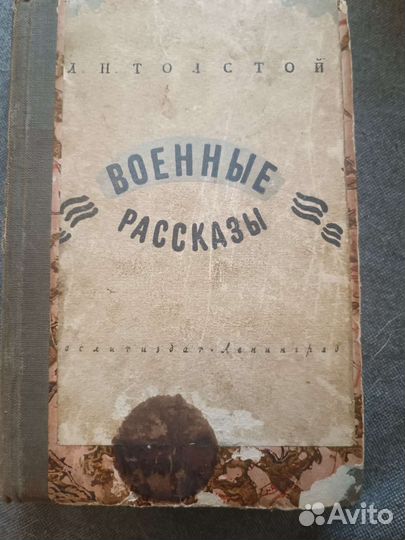 Л.Н.ТОЛСТОЙ
ВОЕННЫЕ
РАССКАЗЫ
ослитиздат · Ленинград
Avito